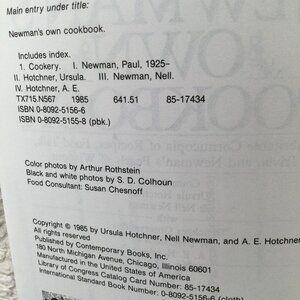 Main entry under title:
Newman's own cookbook.
Includes index.
1. Cookery. I. Newman, Paul, 1925–
II. Hotchner, Ursula. III. Newman, Nell.
IV. Hotchner, A. E.
TX715.N567 1985 641.51 85-17434
ISBN 0-8092-5156-6
ISBN 0-8092-5155-8 (pbk.)
Color photos by Arthur Rothstein
Black and white photos by S. D. Colhoun
Food Consultant: Susan Chesnoff
Copyright © 1985 by Ursula Hotchner, Nell Newman, and A. E. Hotchner
All rights reserved
Published by Contemporary Books, Inc.
180 North Michigan Avenue, Chicago, Illinois 60601
Manufactured in the United States of America
Library of Congress Catalog Card Number: 85-17434
International Standard Book Number: 0-8092-5156-6 (cloth)